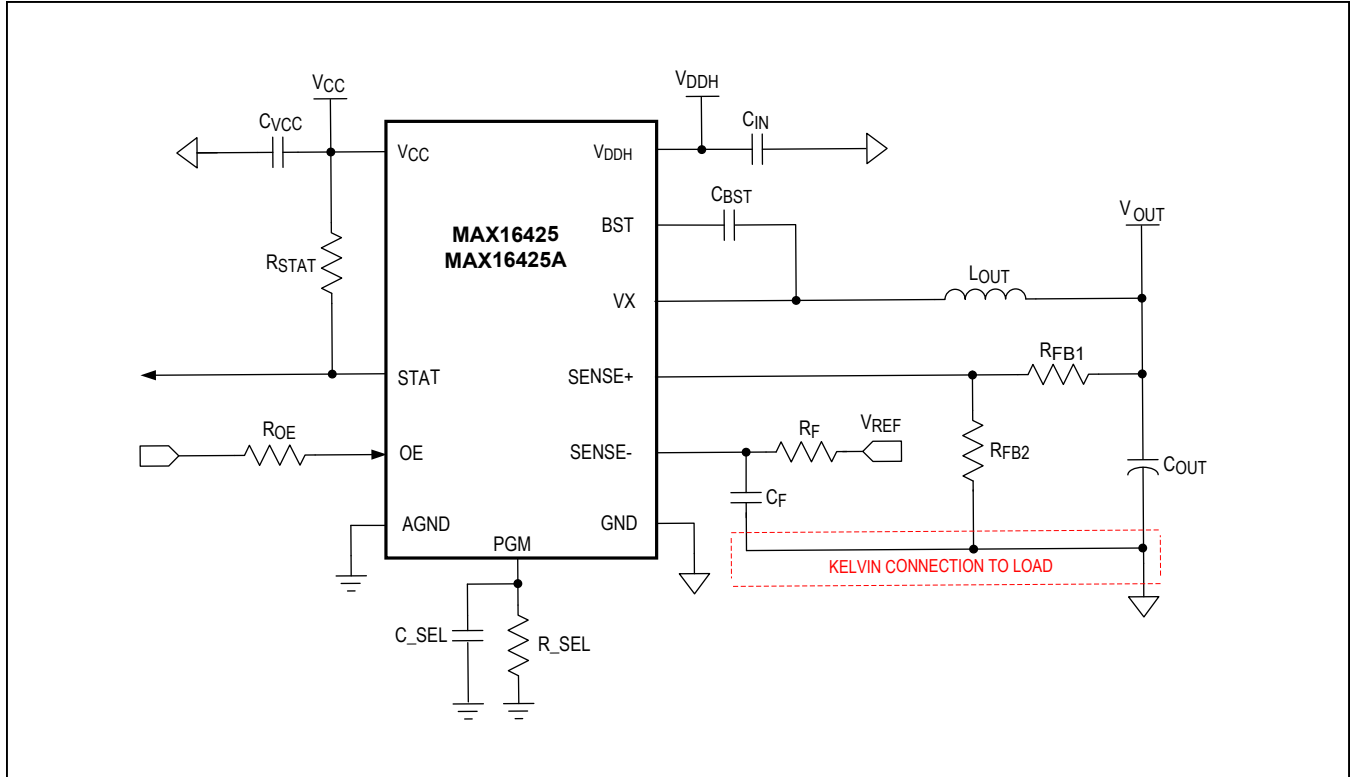 VCC
VDDH
CVCC
CIN
VCC
VDDH
CBST
BST
MAX16425
MAX16425A
VOUT
RSTAT
LOUT
VX
RFB1
STAT
SENSE+
ROE
RF
VREF
OE
SENSE-
RFB2
COUT
CF
AGND
GND
PGM
KELVIN CONNECTION TO LOAD
C_SEL
R_SEL